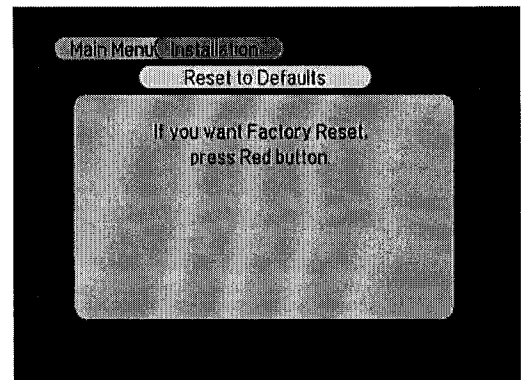 Main Menu Installation...
Reset to Defaults
If you want Factory Reset,
press Red button.